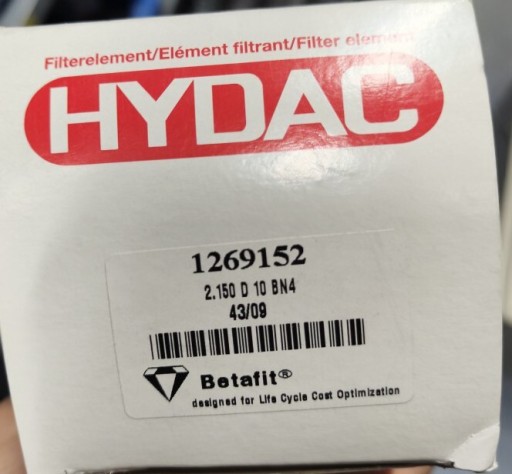 Filterelement/Elément filtrant/Filter element
HYDAC
1269152
2.150 D 10 BN4
43/09
Betafit®
designed for Life Cycle Cost Optimization